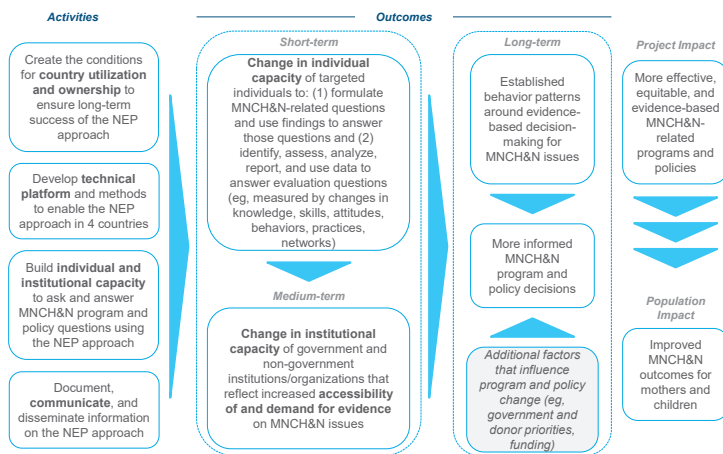 Activities
Outcomes
Create the conditions
for country utilization
and ownership to
ensure long-term
success of the NEP
approach
Develop technical
platform and methods
to enable the NEP
approach in 4 countries
Build individual and
institutional capacity
to ask and answer
MNCH&N program and
policy questions using
the NEP approach
Document,
communicate, and
disseminate information
on the NEP approach
Short-term
Change in individual
capacity of targeted
individuals to: (1) formulate
MNCH&N-related questions
and use findings to answer
those questions and (2)
identify, assess, analyze,
report, and use data to
answer evaluation questions
(eg, measured by changes in
knowledge, skills, attitudes,
behaviors, practices,
networks)
Medium-term
Change in institutional
capacity of government and
non-government
institutions/organizations that
reflect increased accessibility
of and demand for evidence
on MNCH&N issues
Long-term
Established
behavior patterns
around evidence-
based decision-
making for
MNCH&N issues
More informed
MNCH&N
program and
policy decisions
Additional factors
that influence
program and policy
change (eg,
government and
donor priorities,
funding)
Project Impact
More effective,
equitable, and
evidence-based
MNCH&N-
related
programs and
policies
Population
Impact
Improved
MNCH&N
outcomes for
mothers and
children